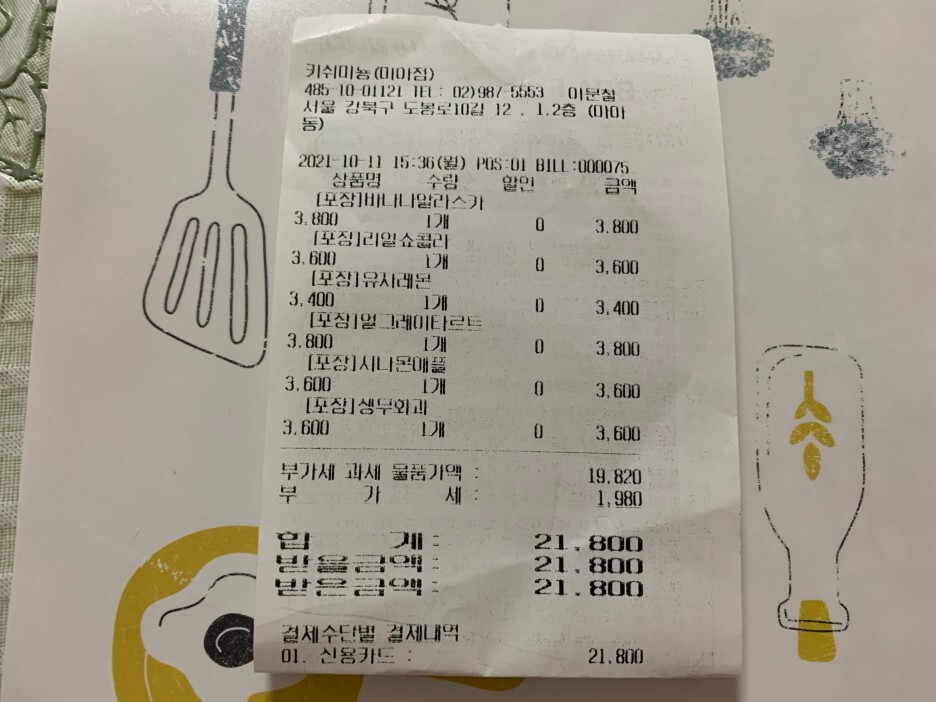 키쉬미뇽(미아점)
485-10-01121 TEL: 02)987-5553 이문실
서울 강북구 도봉로10길 12 , 1,2층 (미아
동)
2021-10-11 15:36(월) POS:01 BILL:000075
상품명 수량 할인 금액
[포장]바나나알라스카
3,800 1개 0 3,800
[포장]리얼쇼콜라
3,600 1개 0 3,600
[포장]유자레몬
3,400 1개 0 3,400
[포장]얼그레이타르트
3,800 1개 0 3,800
[포장]시나몬애플
3,600 1개 0 3,600
[포장]생무화과
3,600 1개 0 3,600
부가세 과세 물품가액 : 19,820
부 가 세 : 1,980
합 계: 21,800
받을금액: 21,800
받은금액: 21,800
결제수단별 결제내역
01. 신용카드 : 21,800